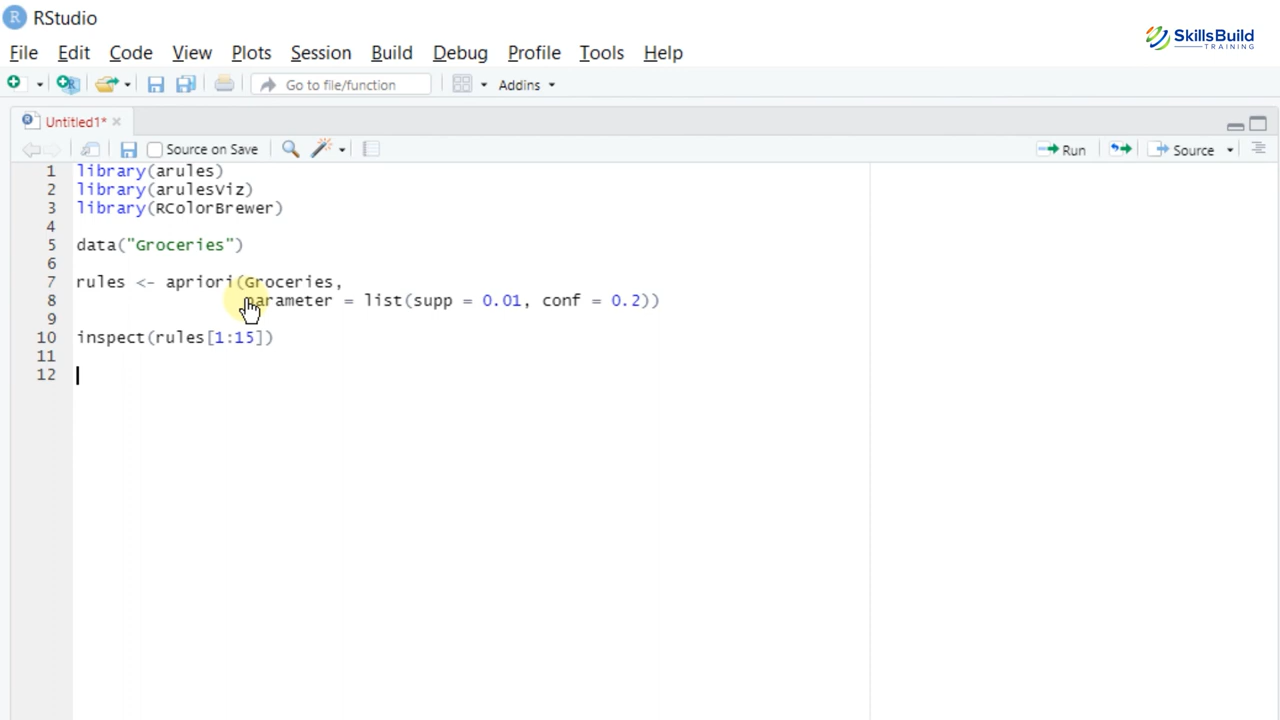 RStudio
SkillsBuild
TRAINING
File Edit Code View Plots Session Build Debug Profile Tools Help
Go to file/function Addins
Untitled1*
Source on Save Run Source
1 library(arules)
2 library(arulesViz)
3 library(RColorBrewer)
4
5 data("Groceries")
6
7 rules <- apriori(Groceries,
8 parameter = list(supp = 0.01, conf = 0.2))
9
10 inspect(rules[1:15])
11
12